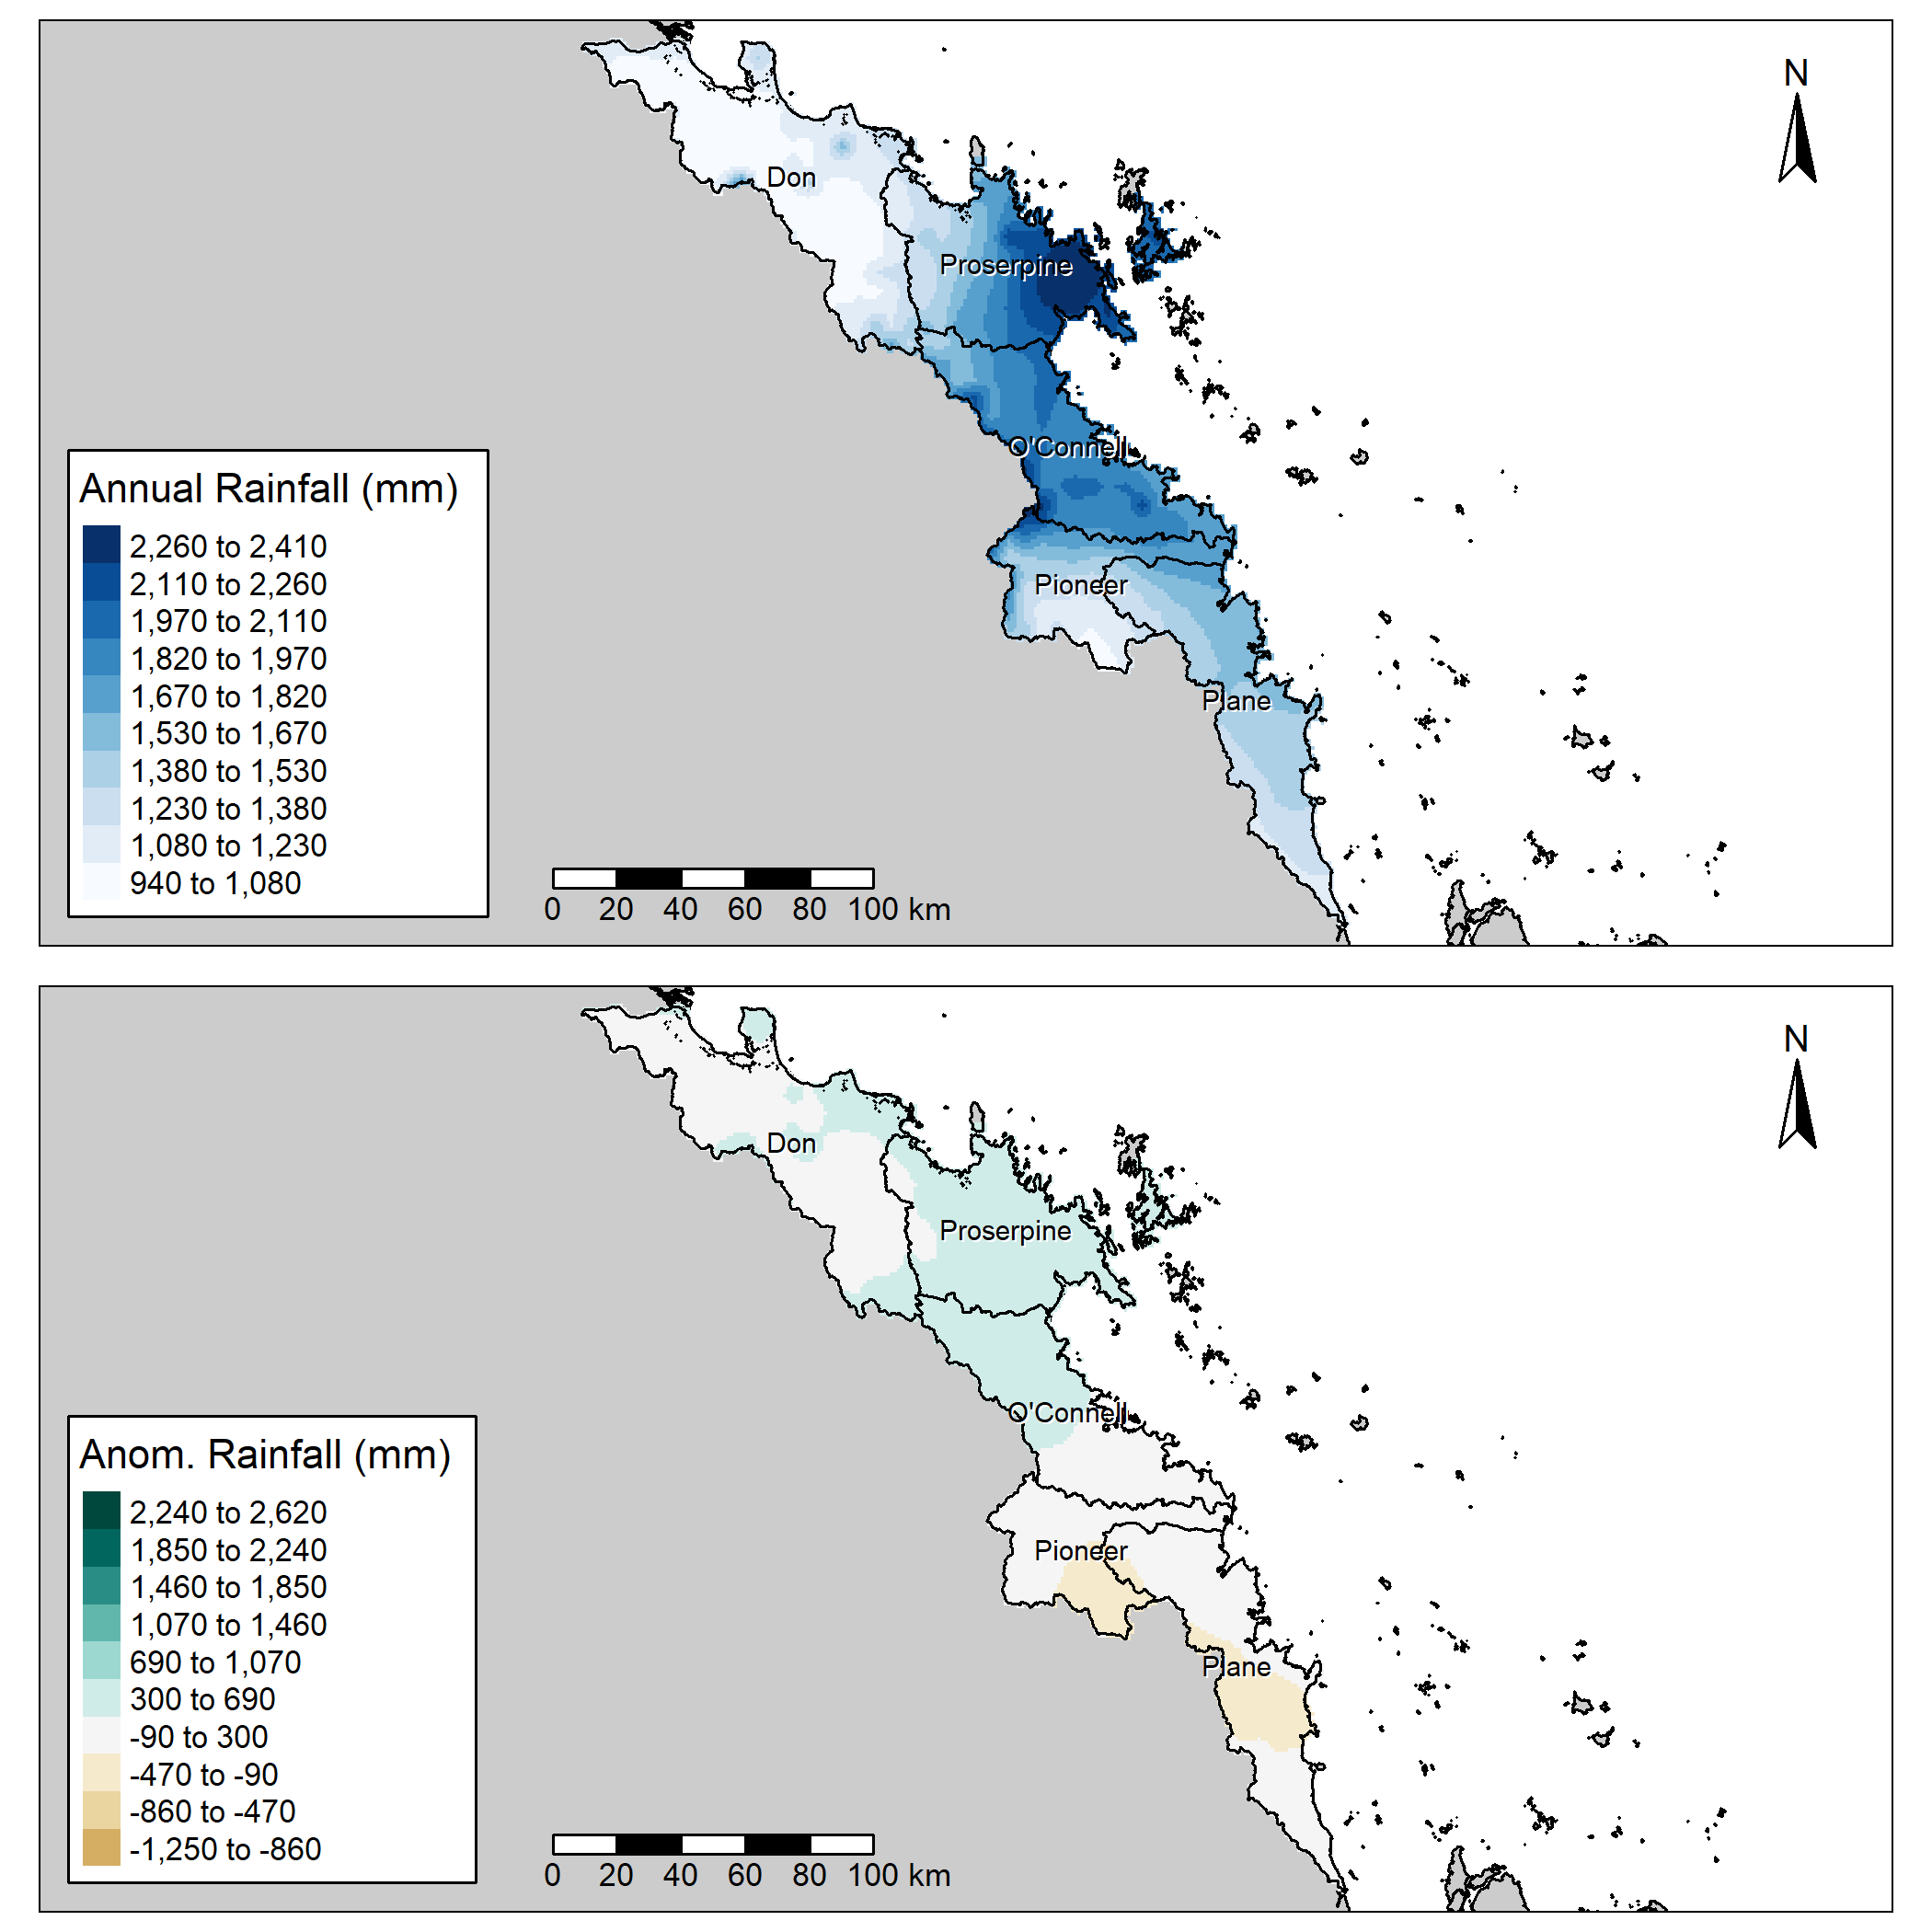 N
Don
Proserpine
O'Connell
Pioneer
Plane
Annual Rainfall (mm)
2,260 to 2,410
2,110 to 2,260
1,970 to 2,110
1,820 to 1,970
1,670 to 1,820
1,530 to 1,670
1,380 to 1,530
1,230 to 1,380
1,080 to 1,230
940 to 1,080
0 20 40 60 80 100 km
N
Don
Proserpine
O'Connell
Pioneer
Plane
Anom. Rainfall (mm)
2,240 to 2,620
1,850 to 2,240
1,460 to 1,850
1,070 to 1,460
690 to 1,070
300 to 690
-90 to 300
-470 to -90
-860 to -470
-1,250 to -860
0 20 40 60 80 100 km